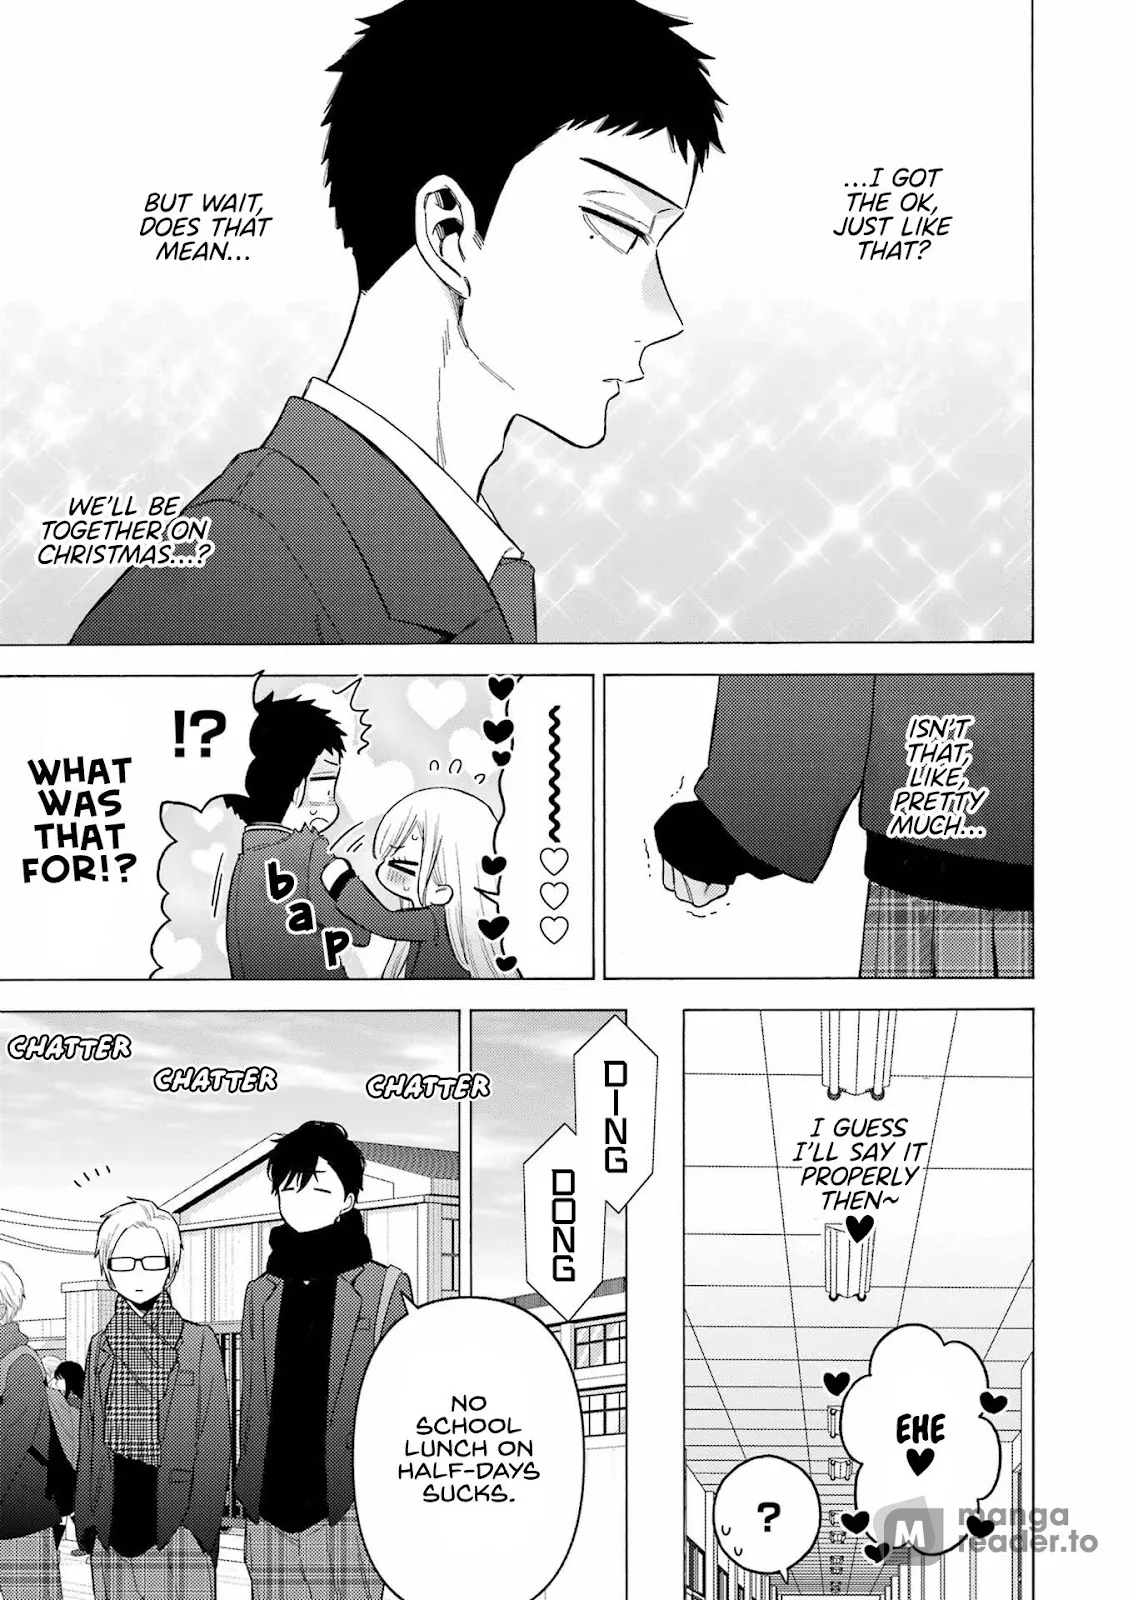 ...I GOT
THE OK,
JUST LIKE
THAT?
BUT WAIT,
DOES THAT
MEAN...
WE'LL BE
TOGETHER ON
CHRISTMAS...?
ISN'T
THAT,
LIKE,
PRETTY
MUCH...
!?
bap
WHAT
WAS
THAT
FOR!?
I GUESS
I'LL SAY IT
PROPERLY
THEN~
EHE
?
DING
DONG
CHATTER
CHATTER
CHATTER
NO
SCHOOL
LUNCH ON
HALF-DAYS
SUCKS.
M manga
reader.to